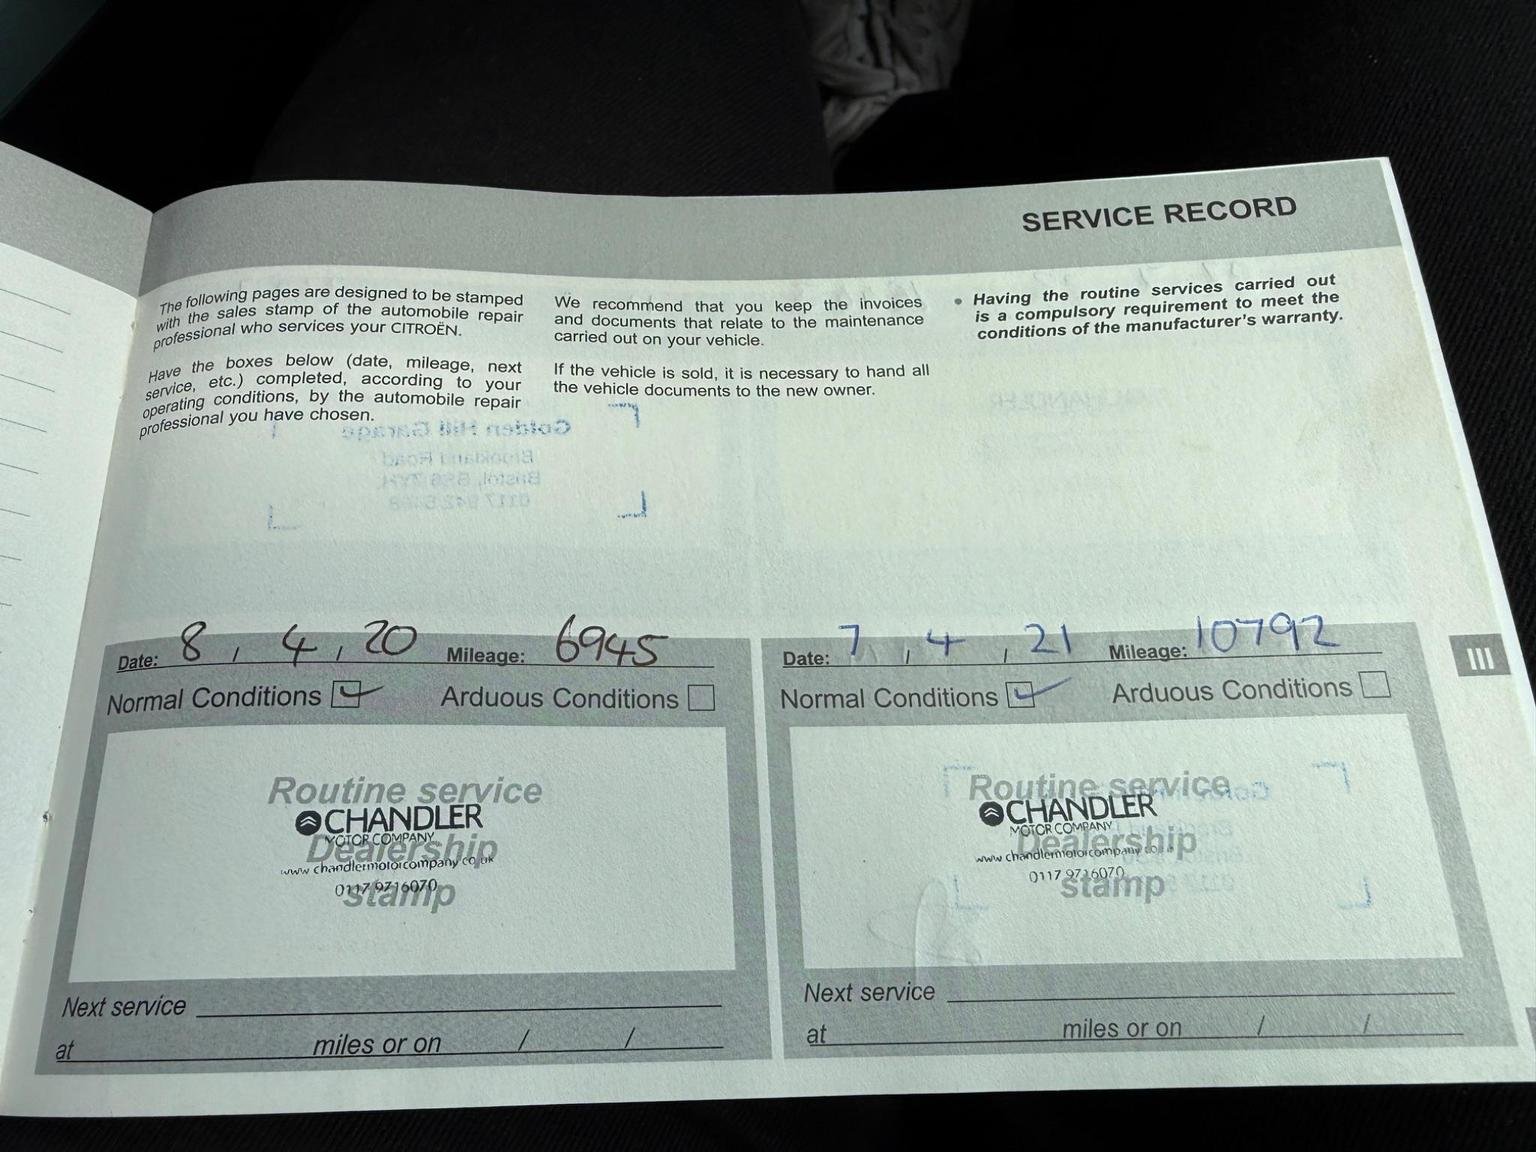 SERVICE RECORD
The following pages are designed to be stamped
with the sales stamp of the automobile repair
professional who services your CITROËN.
Have the boxes below (date, mileage, next
service, etc.) completed, according to your
operating conditions, by the automobile repair
professional you have chosen.
We recommend that you keep the invoices
and documents that relate to the maintenance
carried out on your vehicle.
If the vehicle is sold, it is necessary to hand all
the vehicle documents to the new owner.
• Having the routine services carried out
is a compulsory requirement to meet the
conditions of the manufacturer's warranty.
Golden Hill Garage
Bristol,
Date: 8 / 4 / 20 Mileage: 6945
Normal Conditions Arduous Conditions
Routine service
CHANDLER
MOTOR COMPANY
Dealership
www.chandlermotorcompany.co.uk
0117 9716070
stamp
Next service
at miles or on / /
Date: 7 / 4 / 21 Mileage: 10792
Normal Conditions Arduous Conditions
Routine service
CHANDLER
MOTOR COMPANY
Dealership
www.chandlermotorcompany.co.uk
0117 9716070
stamp
Next service
at miles or on / /
III